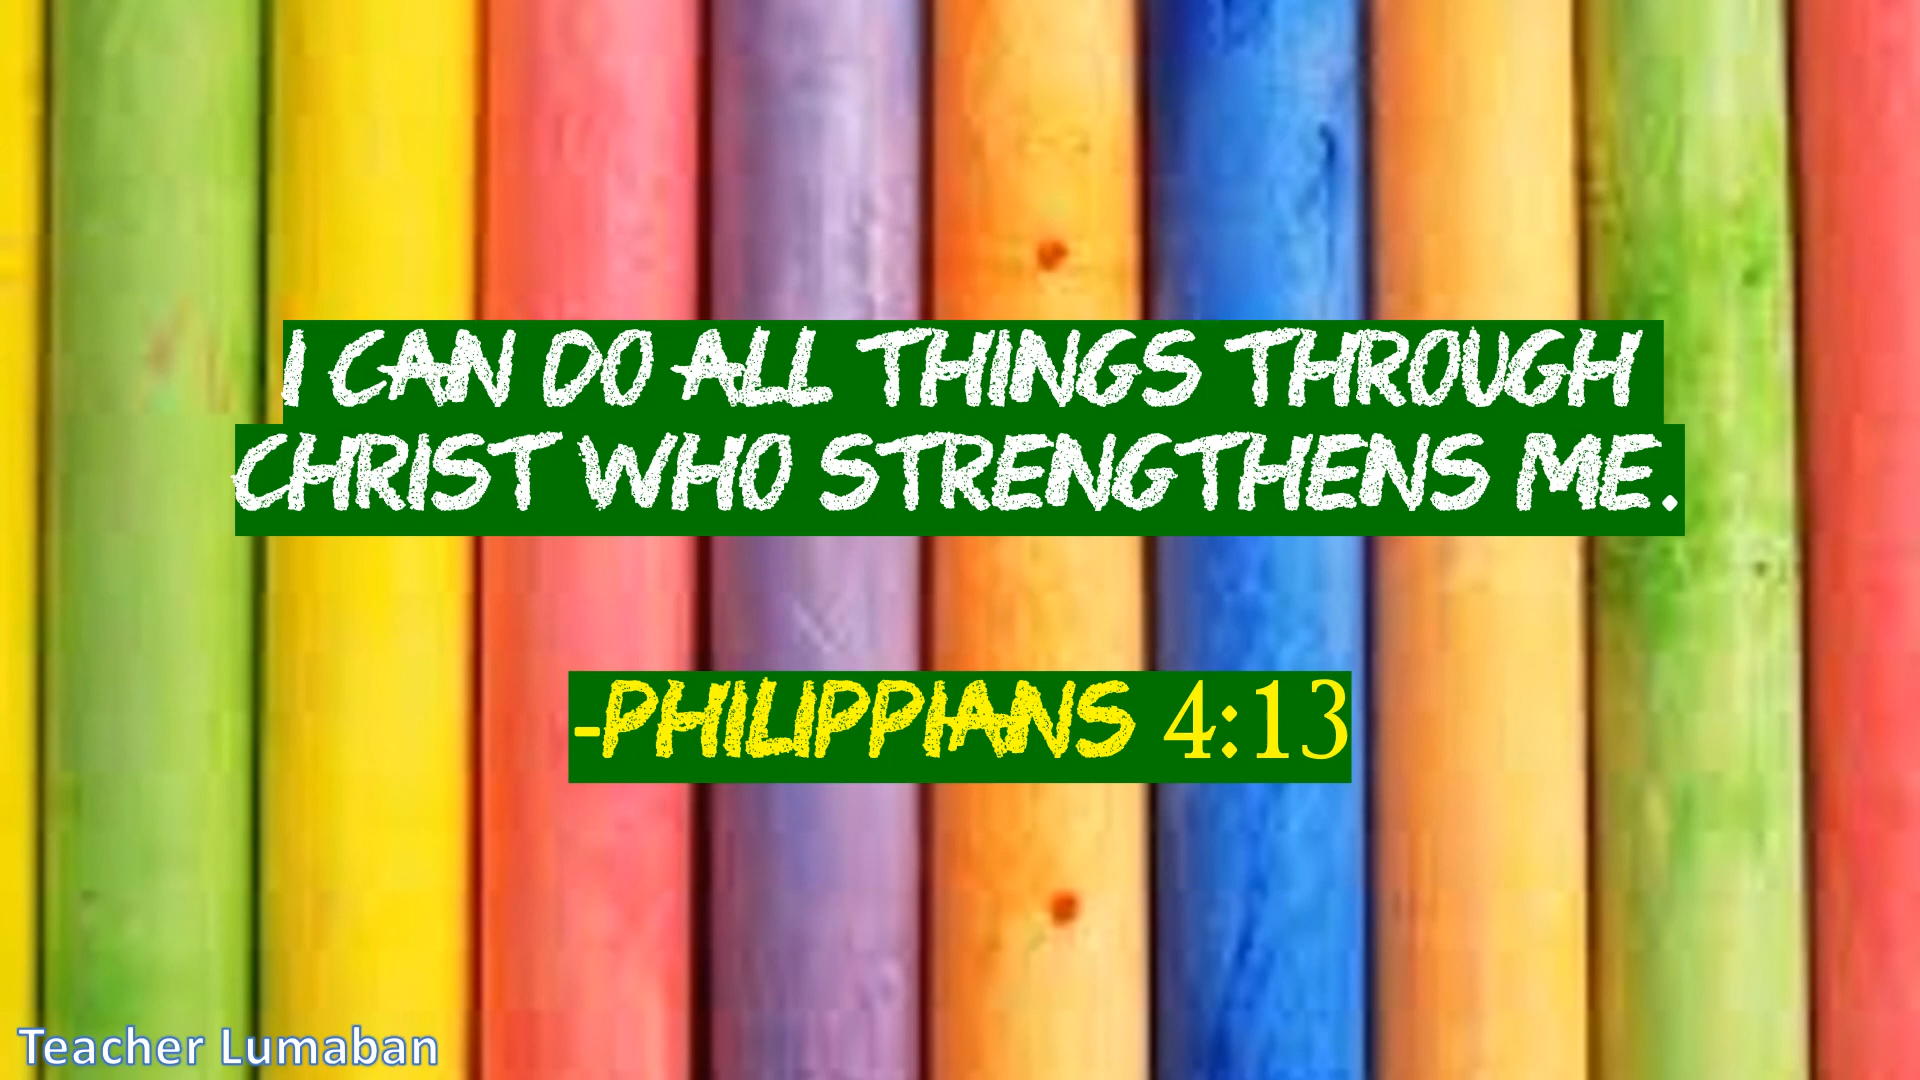 I CAN DO ALL THINGS THROUGH
CHRIST WHO STRENGTHENS ME.
-PHILIPPIANS 4:13
Teacher Lumaban